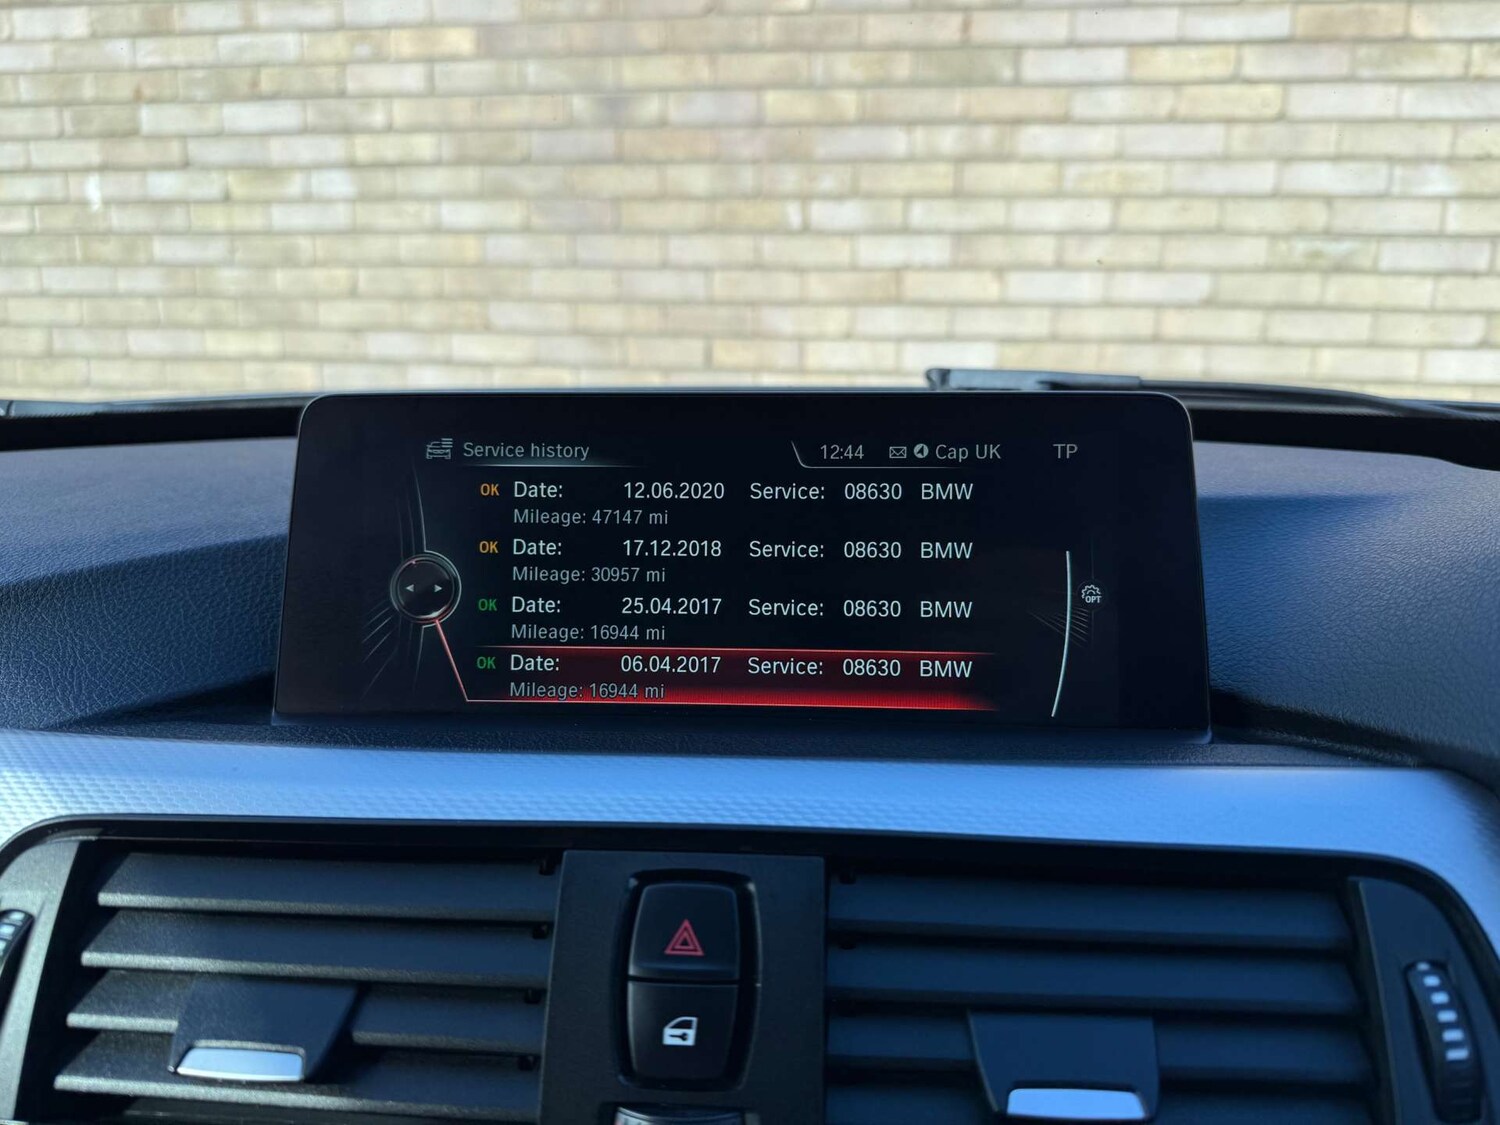 Service history 12:44 Cap UK TP
OK Date: 12.06.2020 Service: 08630 BMW
Mileage: 47147 mi
OK Date: 17.12.2018 Service: 08630 BMW
Mileage: 30957 mi
OPT
OK Date: 25.04.2017 Service: 08630 BMW
Mileage: 16944 mi
OK Date: 06.04.2017 Service: 08630 BMW
Mileage: 16944 mi